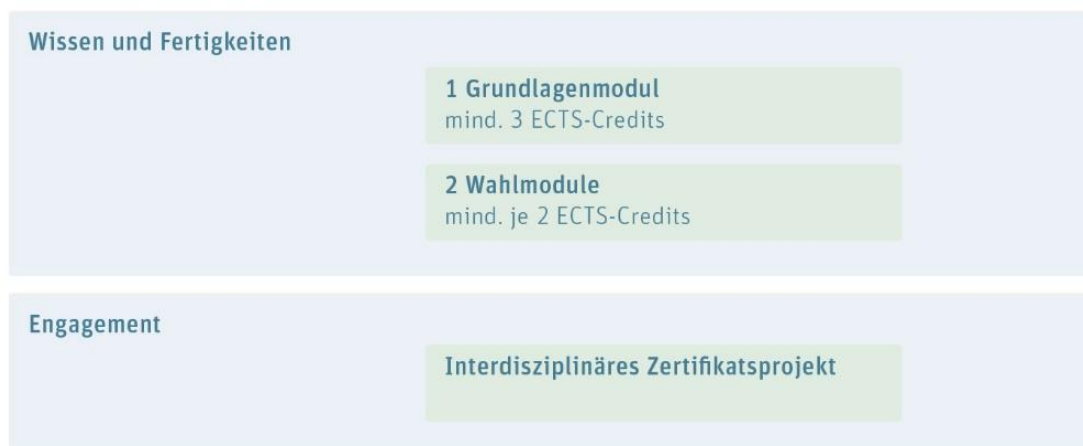 Wissen und Fertigkeiten
1 Grundlagenmodul
mind. 3 ECTS-Credits
2 Wahlmodule
mind. je 2 ECTS-Credits
Engagement
Interdisziplinäres Zertifikatsprojekt